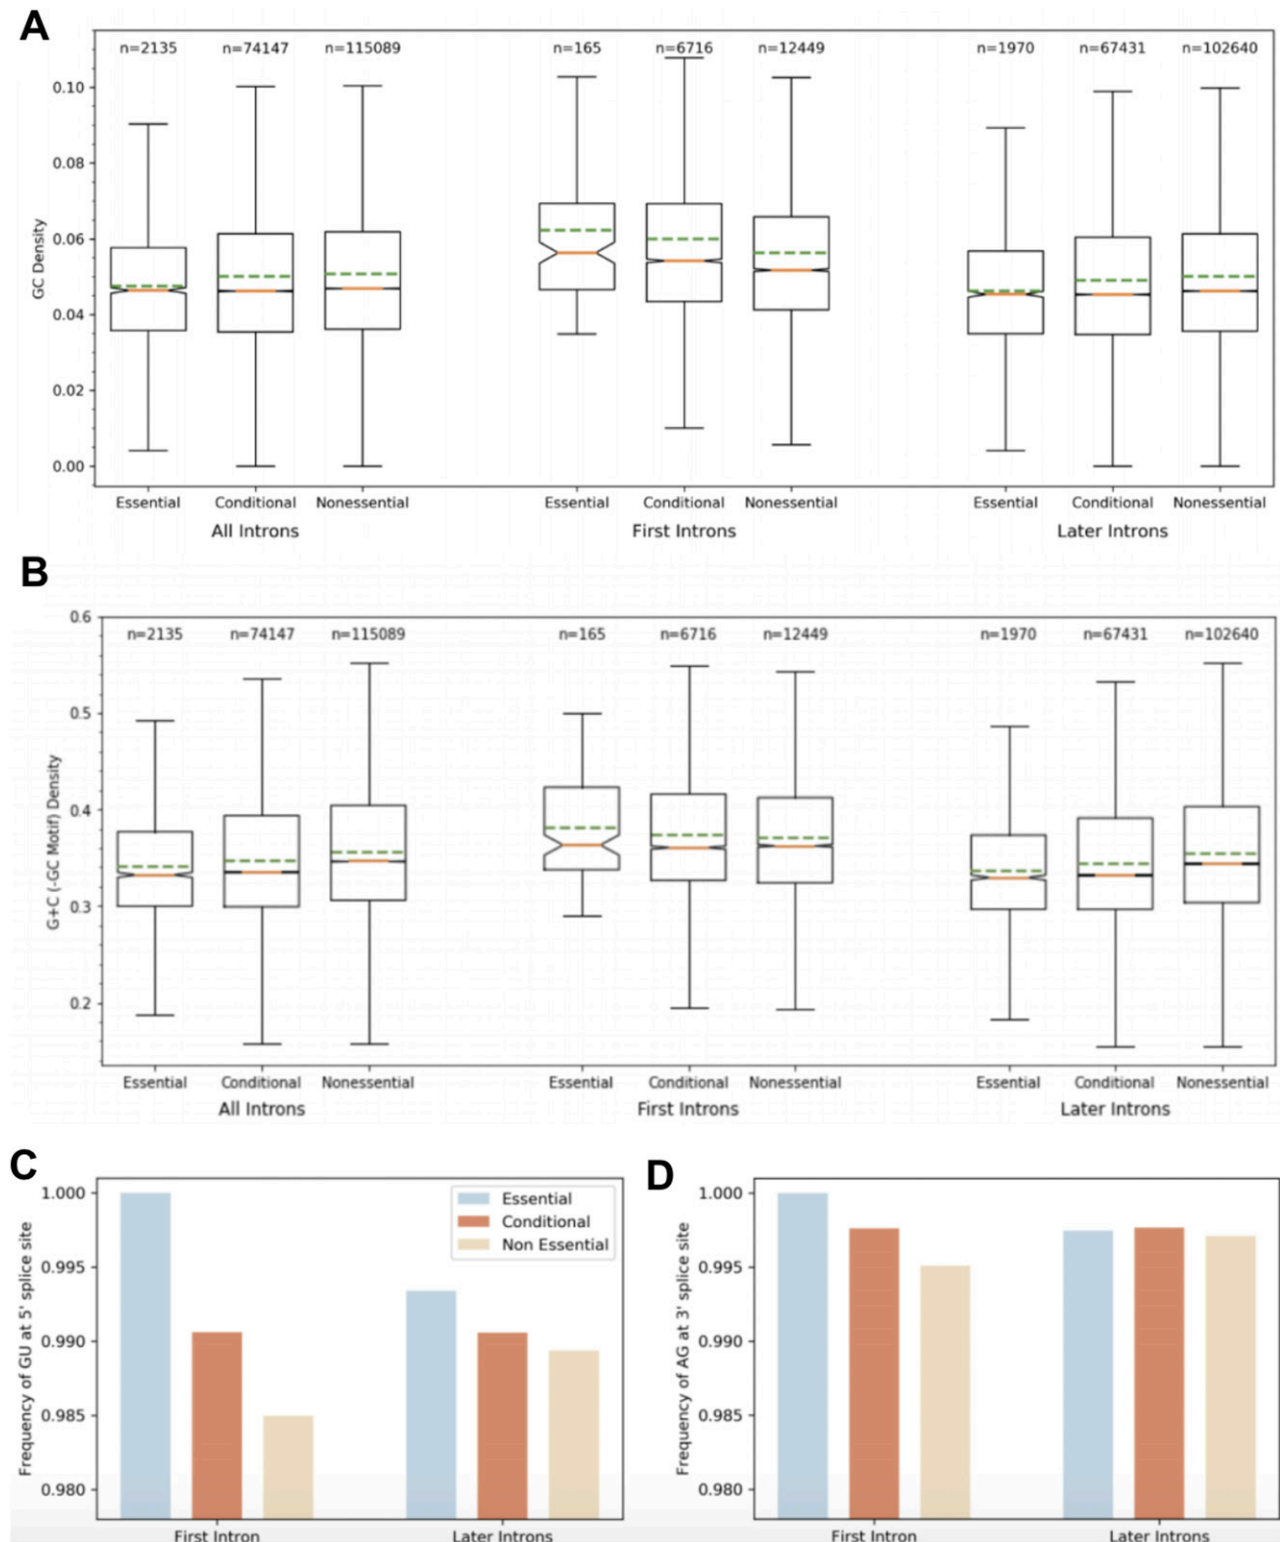 A
n=2135 n=74147 n=115089 n=165 n=6716 n=12449 n=1970 n=67431 n=102640
0.10
0.08
0.06
0.04
0.02
0.00
GC Density
Essential Conditional Nonessential Essential Conditional Nonessential Essential Conditional Nonessential
All Introns First Introns Later Introns
B
0.6
n=2135 n=74147 n=115089 n=165 n=6716 n=12449 n=1970 n=67431 n=102640
0.5
0.4
0.3
0.2
G+C (-GC Motif) Density
Essential Conditional Nonessential Essential Conditional Nonessential Essential Conditional Nonessential
All Introns First Introns Later Introns
C
1.000
0.995
0.990
0.985
0.980
Frequency of GU at 5' splice site
Essential
Conditional
Non Essential
First Intron Later Introns
D
1.000
0.995
0.990
0.985
0.980
Frequency of AG at 3' splice site
First Intron Later Introns